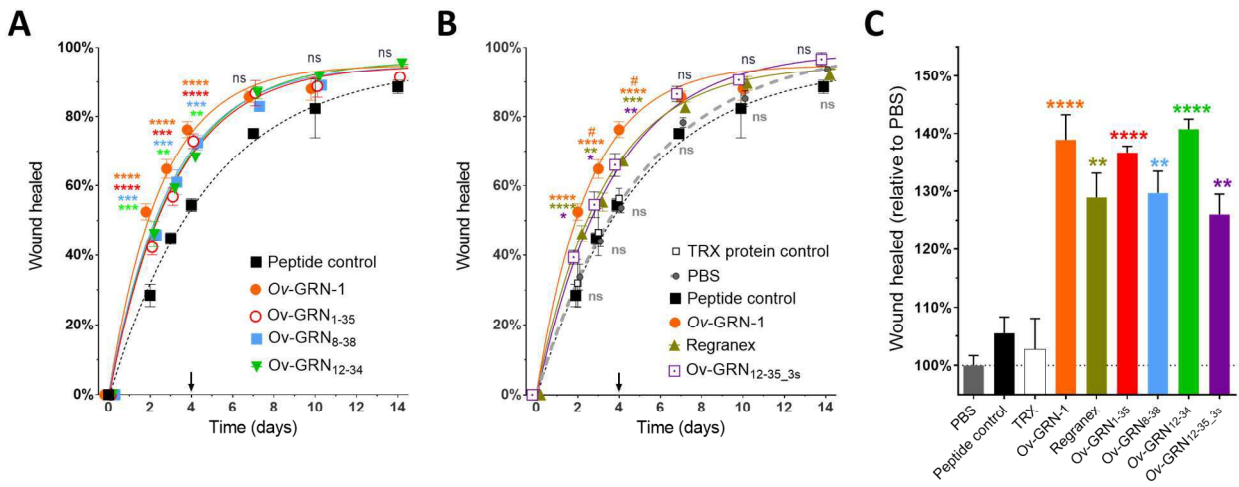 A
100%
80%
60%
40%
20%
0%
Wound healed
0
2
4
6
8
10
12
14
Time (days)
****
****
***
***
****
***
***
**
****
****
***
**
ns
ns
ns
Peptide control
Ov-GRN-1
Ov-GRN1-35
Ov-GRN8-38
Ov-GRN12-34
B
100%
80%
60%
40%
20%
0%
Wound healed
0
2
4
6
8
10
12
14
Time (days)
****
****
*
#
****
**
*
#
****
***
**
ns
ns
ns
ns
ns
ns
ns
ns
TRX protein control
PBS
Peptide control
Ov-GRN-1
Regranex
Ov-GRN12-35_3s
C
150%
140%
130%
120%
110%
100%
Wound healed (relative to PBS)
****
**
****
**
****
**
PBS
Peptide control
TRX
Ov-GRN-1
Regranex
Ov-GRN1-35
Ov-GRN8-38
Ov-GRN12-34
Ov-GRN12-35_3s